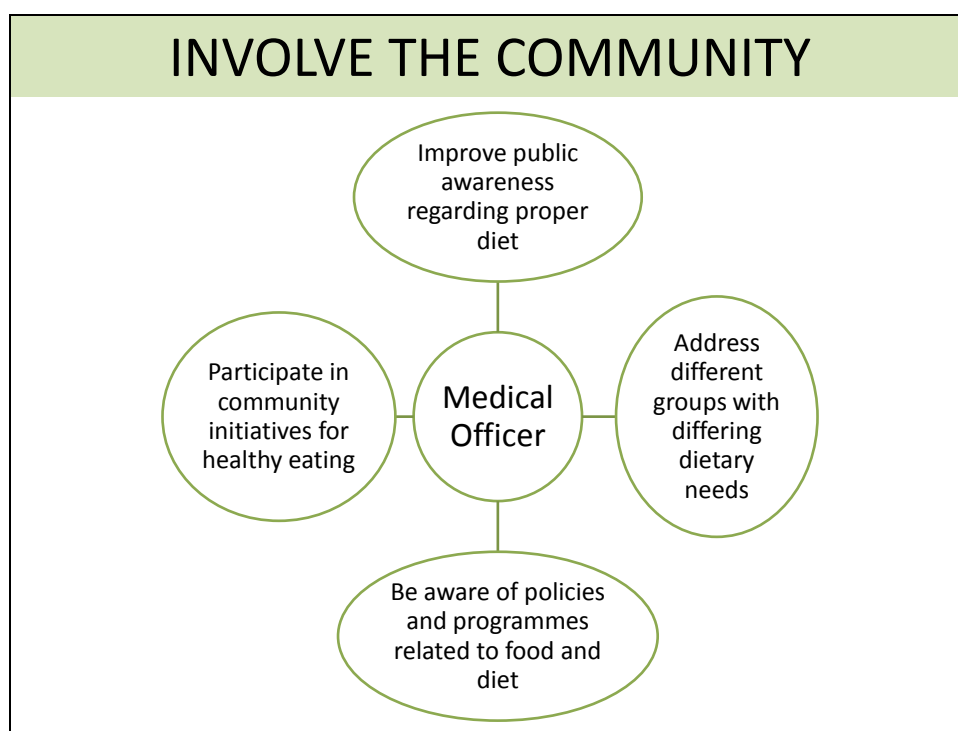 INVOLVE THE COMMUNITY
Improve public
awareness
regarding proper
diet
Participate in
community
initiatives for
healthy eating
Medical
Officer
Address
different
groups with
differing
dietary
needs
Be aware of policies
and programmes
related to food and
diet